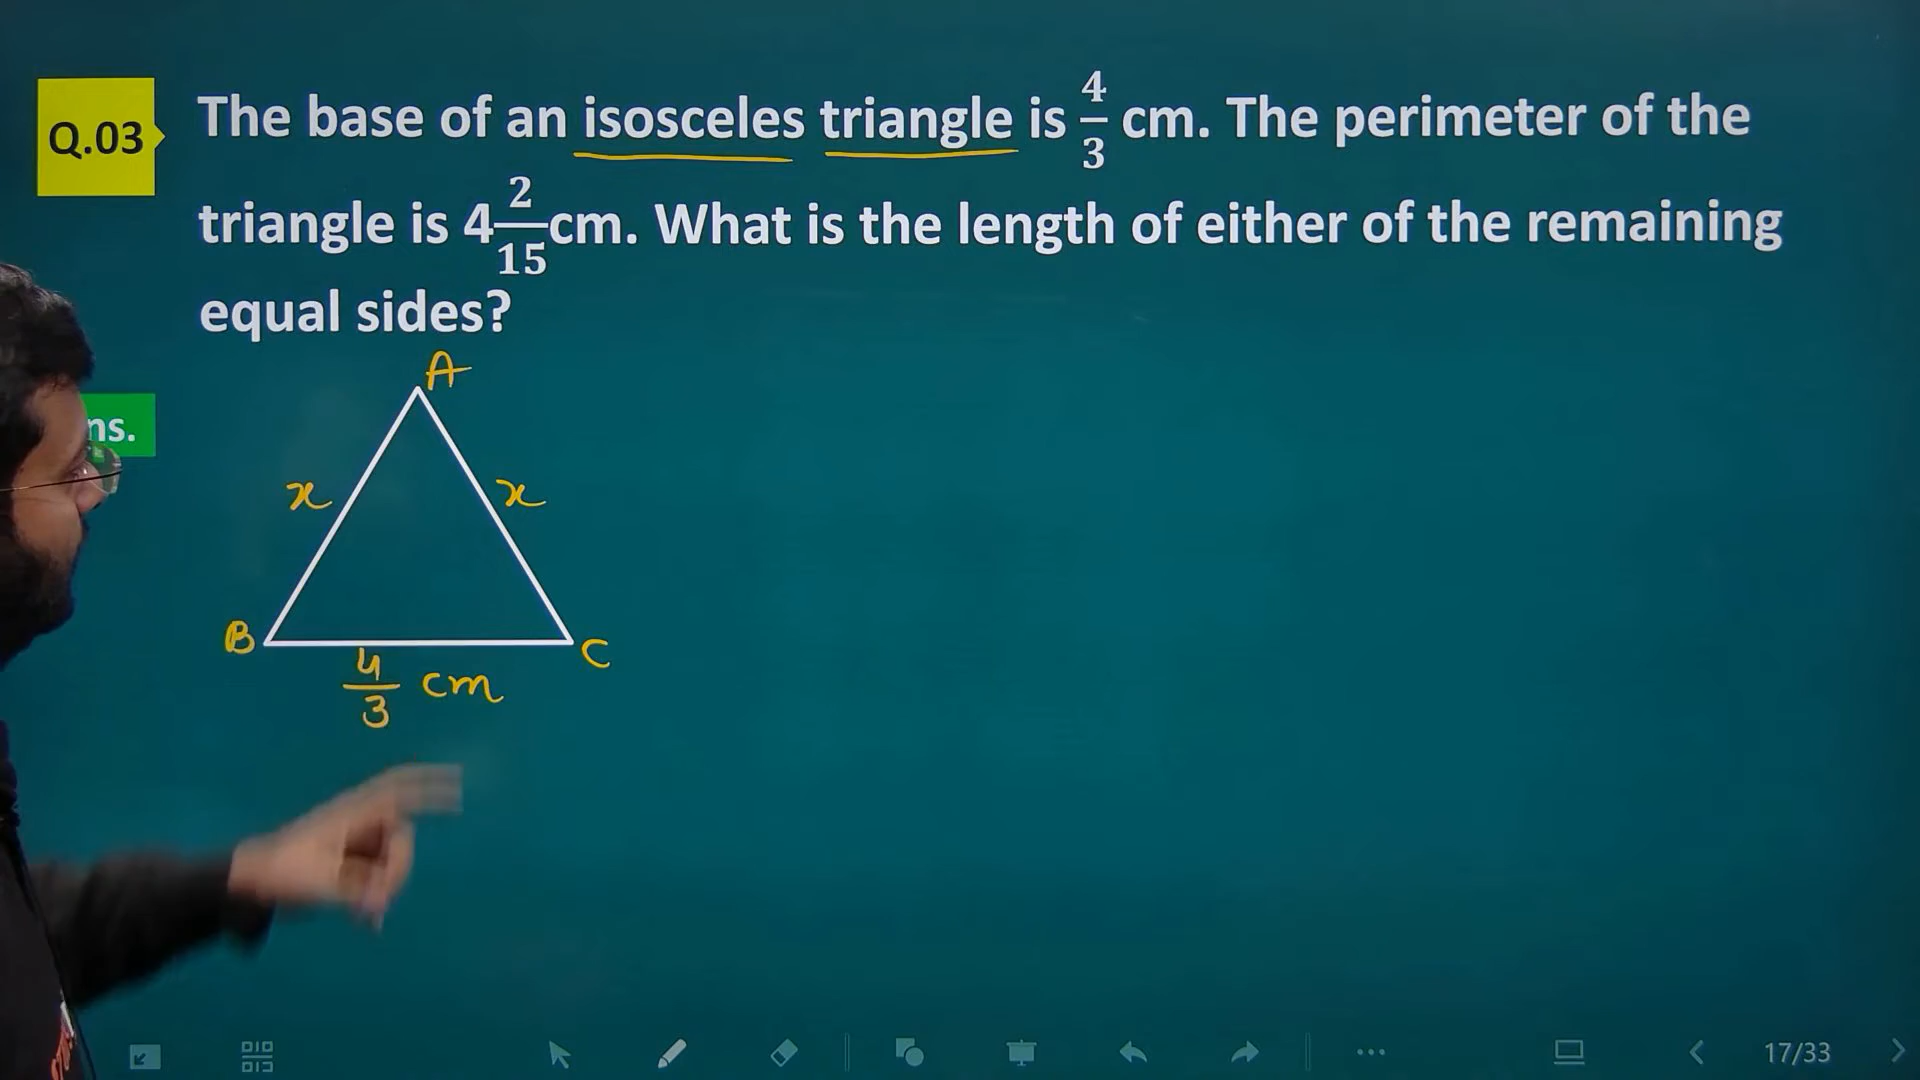 Q.03
The base of an isosceles triangle is 4/3 cm. The perimeter of the
triangle is 4 2/15 cm. What is the length of either of the remaining
equal sides?
A
x x
B C
4/3 cm
17/33